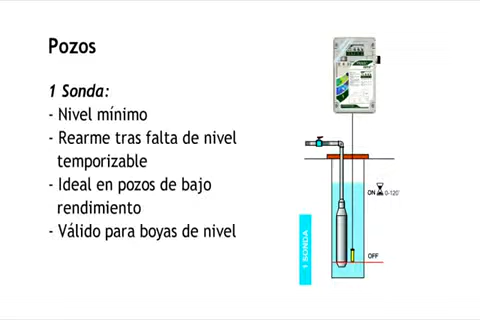 Pozos
1 Sonda:
- Nivel mínimo
- Rearme tras falta de nivel
temporizable
- Ideal en pozos de bajo
rendimiento
- Válido para boyas de nivel
ON 0-120'
OFF
1 SONDA